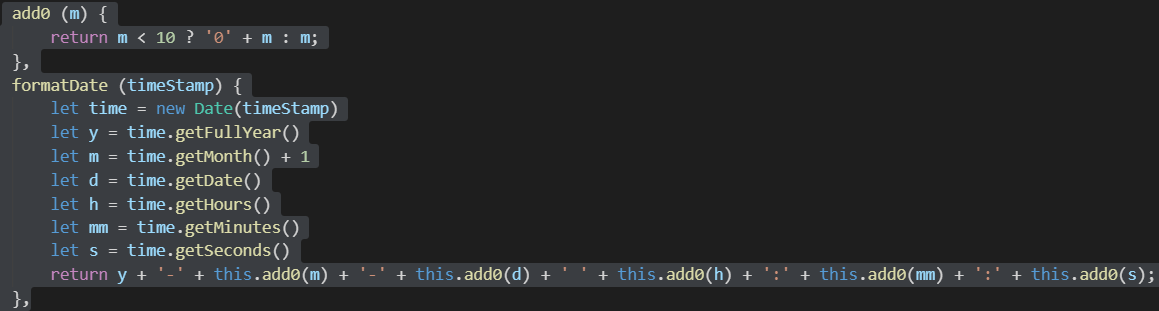 add0 (m) {
    return m < 10 ? '0' + m : m;
},
formatDate (timeStamp) {
    let time = new Date(timeStamp)
    let y = time.getFullYear()
    let m = time.getMonth() + 1
    let d = time.getDate()
    let h = time.getHours()
    let mm = time.getMinutes()
    let s = time.getSeconds()
    return y + '-' + this.add0(m) + '-' + this.add0(d) + ' ' + this.add0(h) + ':' + this.add0(mm) + ':' + this.add0(s);
},